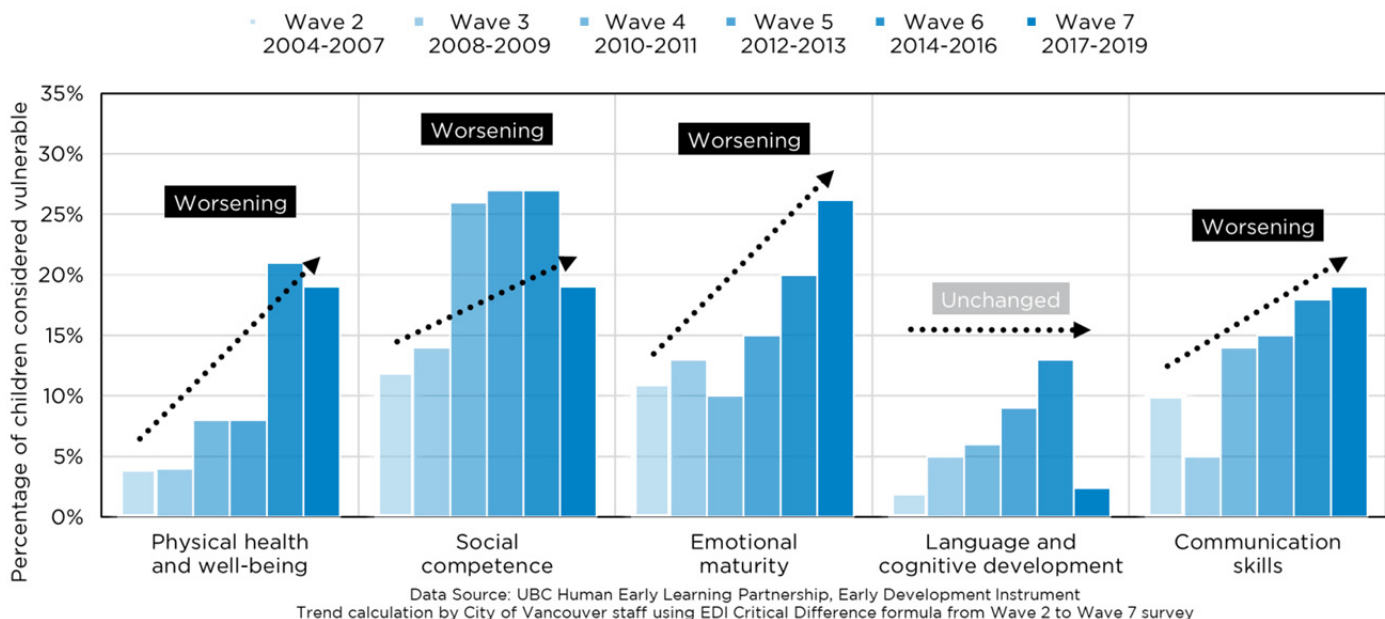 Wave 2 Wave 3 Wave 4 Wave 5 Wave 6 Wave 7
2004-2007 2008-2009 2010-2011 2012-2013 2014-2016 2017-2019
Percentage of children considered vulnerable
35%
30%
25%
20%
15%
10%
5%
0%
Worsening
Worsening
Worsening
Unchanged
Worsening
Physical health Social Emotional Language and Communication
and well-being competence maturity cognitive development skills
Data Source: UBC Human Early Learning Partnership, Early Development Instrument
Trend calculation by City of Vancouver staff using EDI Critical Difference formula from Wave 2 to Wave 7 survey